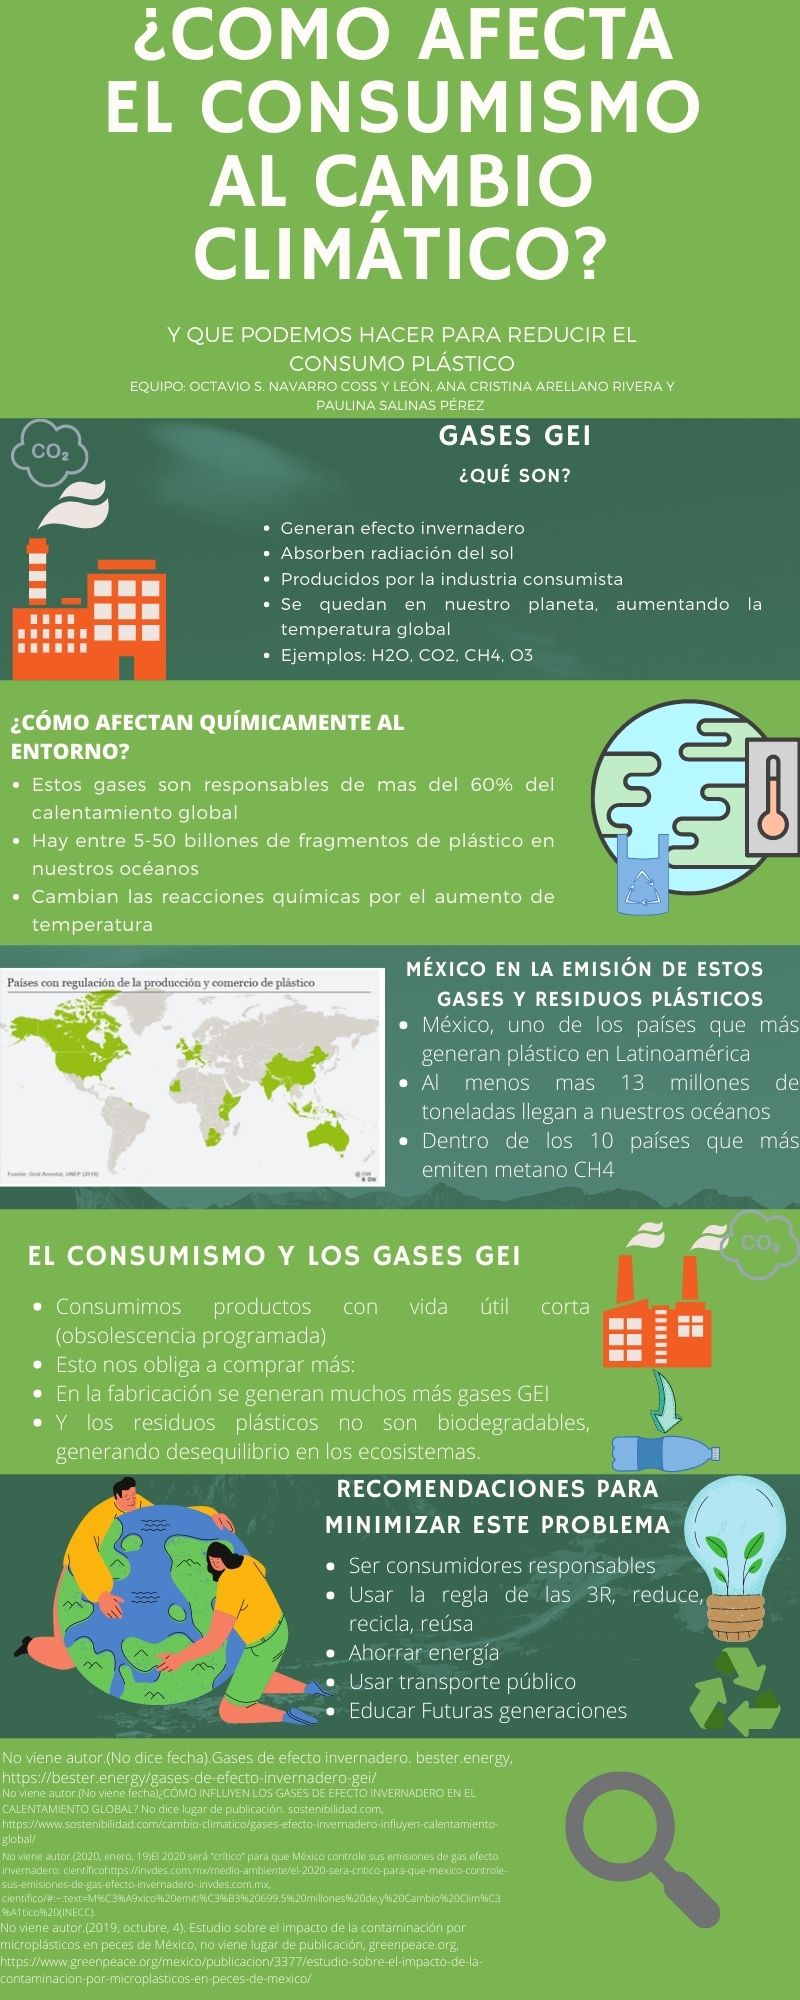 ¿COMO AFECTA
EL CONSUMISMO
AL CAMBIO
CLIMÁTICO?
Y QUE PODEMOS HACER PARA REDUCIR EL
CONSUMO PLÁSTICO
EQUIPO: OCTAVIO S. NAVARRO COSS Y LEÓN, ANA CRISTINA ARELLANO RIVERA Y
PAULINA SALINAS PÉREZ
CO₂
GASES GEI
¿QUÉ SON?
• Generan efecto invernadero
• Absorben radiación del sol
• Producidos por la industria consumista
• Se quedan en nuestro planeta, aumentando la
temperatura global
• Ejemplos: H2O, CO2, CH4, O3
¿CÓMO AFECTAN QUÍMICAMENTE AL
ENTORNO?
• Estos gases son responsables de mas del 60% del
calentamiento global
• Hay entre 5-50 billones de fragmentos de plástico en
nuestros océanos
• Cambian las reacciones químicas por el aumento de
temperatura
Países con regulación de la producción y comercio de plástico
Fuente: Grid Arendal, UNEP (2016)
© DW
MÉXICO EN LA EMISIÓN DE ESTOS
GASES Y RESIDUOS PLÁSTICOS
• México, uno de los países que más
generan plástico en Latinoamérica
• Al menos mas 13 millones de
toneladas llegan a nuestros océanos
• Dentro de los 10 países que más
emiten metano CH4
EL CONSUMISMO Y LOS GASES GEI
CO₂
• Consumimos productos con vida útil corta
(obsolescencia programada)
• Esto nos obliga a comprar más:
• En la fabricación se generan muchos más gases GEI
• Y los residuos plásticos no son biodegradables,
generando desequilibrio en los ecosistemas.
RECOMENDACIONES PARA
MINIMIZAR ESTE PROBLEMA
• Ser consumidores responsables
• Usar la regla de las 3R, reduce,
recicla, reúsa
• Ahorrar energía
• Usar transporte público
• Educar Futuras generaciones
No viene autor.(No dice fecha).Gases de efecto invernadero. bester.energy,
https://bester.energy/gases-de-efecto-invernadero-gei/
No viene autor.(No viene fecha)¿CÓMO INFLUYEN LOS GASES DE EFECTO INVERNADERO EN EL
CALENTAMIENTO GLOBAL? No dice lugar de publicación. sostenibilidad.com,
https://www.sostenibilidad.com/cambio-climatico/gases-efecto-invernadero-influyen-calentamiento-
global/
No viene autor.(2020, enero, 19)El 2020 será “crítico” para que México controle sus emisiones de gas efecto
invernadero: científicohttps://invdes.com.mx/medio-ambiente/el-2020-sera-critico-para-que-mexico-controle-
sus-emisiones-de-gas-efecto-invernadero-.invdes.com.mx,
cientifico/#:~:text=M%C3%A9xico%20emiti%C3%B3%20699.5%20millones%20de,y%20Cambio%20Clim%C3
%A1tico%20(INECC).
No viene autor.(2019, octubre, 4). Estudio sobre el impacto de la contaminación por
microplásticos en peces de México, no viene lugar de publicación, greenpeace.org,
https://www.greenpeace.org/mexico/publicacion/3377/estudio-sobre-el-impacto-de-la-
contaminacion-por-microplasticos-en-peces-de-mexico/